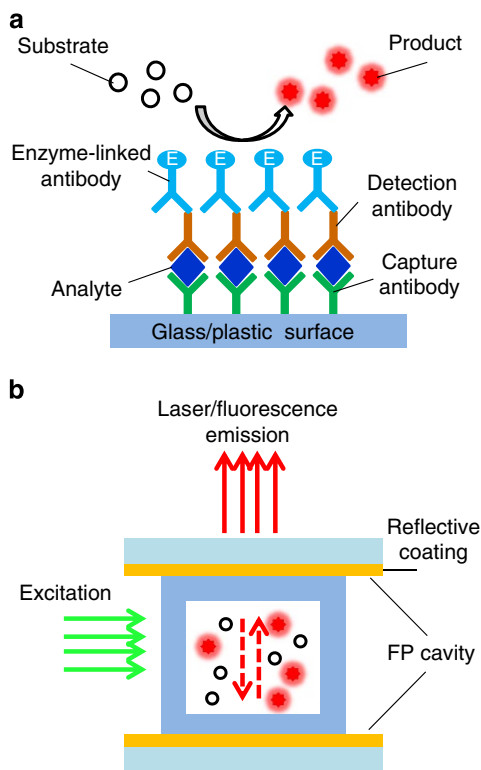 a
Substrate
Product
E E E E
Enzyme-linked
antibody
Detection
antibody
Analyte
Capture
antibody
Glass/plastic surface
b
Laser/fluorescence
emission
Reflective
coating
Excitation
FP cavity